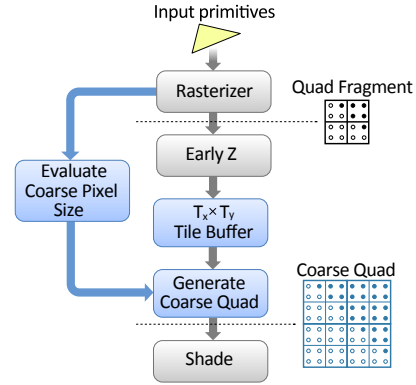 Input primitives
Rasterizer
Quad Fragment
Early Z
Evaluate
Coarse Pixel
Size
Tx× Ty
Tile Buffer
Generate
Coarse Quad
Coarse Quad
Shade